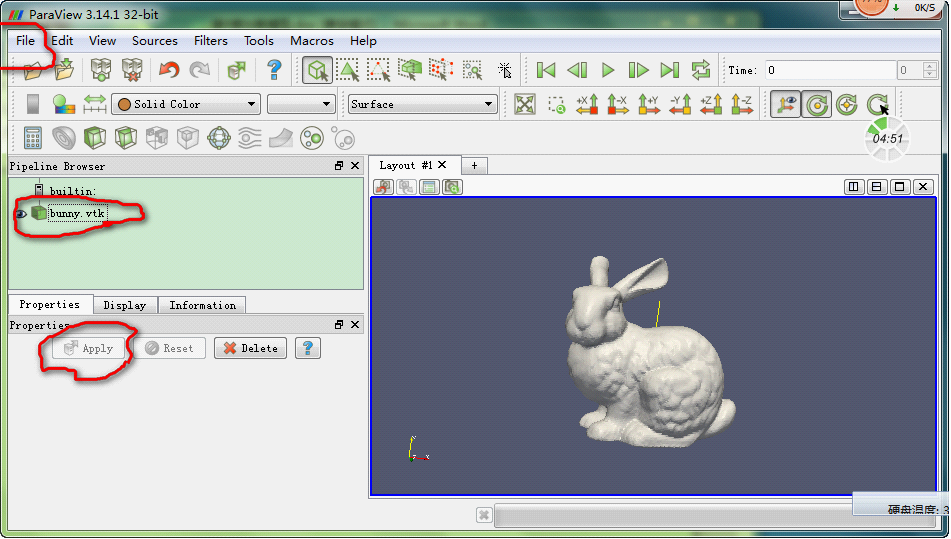 ParaView 3.14.1 32-bit
0K/S
File Edit View Sources Filters Tools Macros Help
Time: 0 0
Solid Color Surface +X -X +Y -Y +Z -Z
04:51
Pipeline Browser
Layout #1 +
builtin:
bunny.vtk
Properties Display Information
Properties
Apply Reset Delete ?
硬盘温度: 3